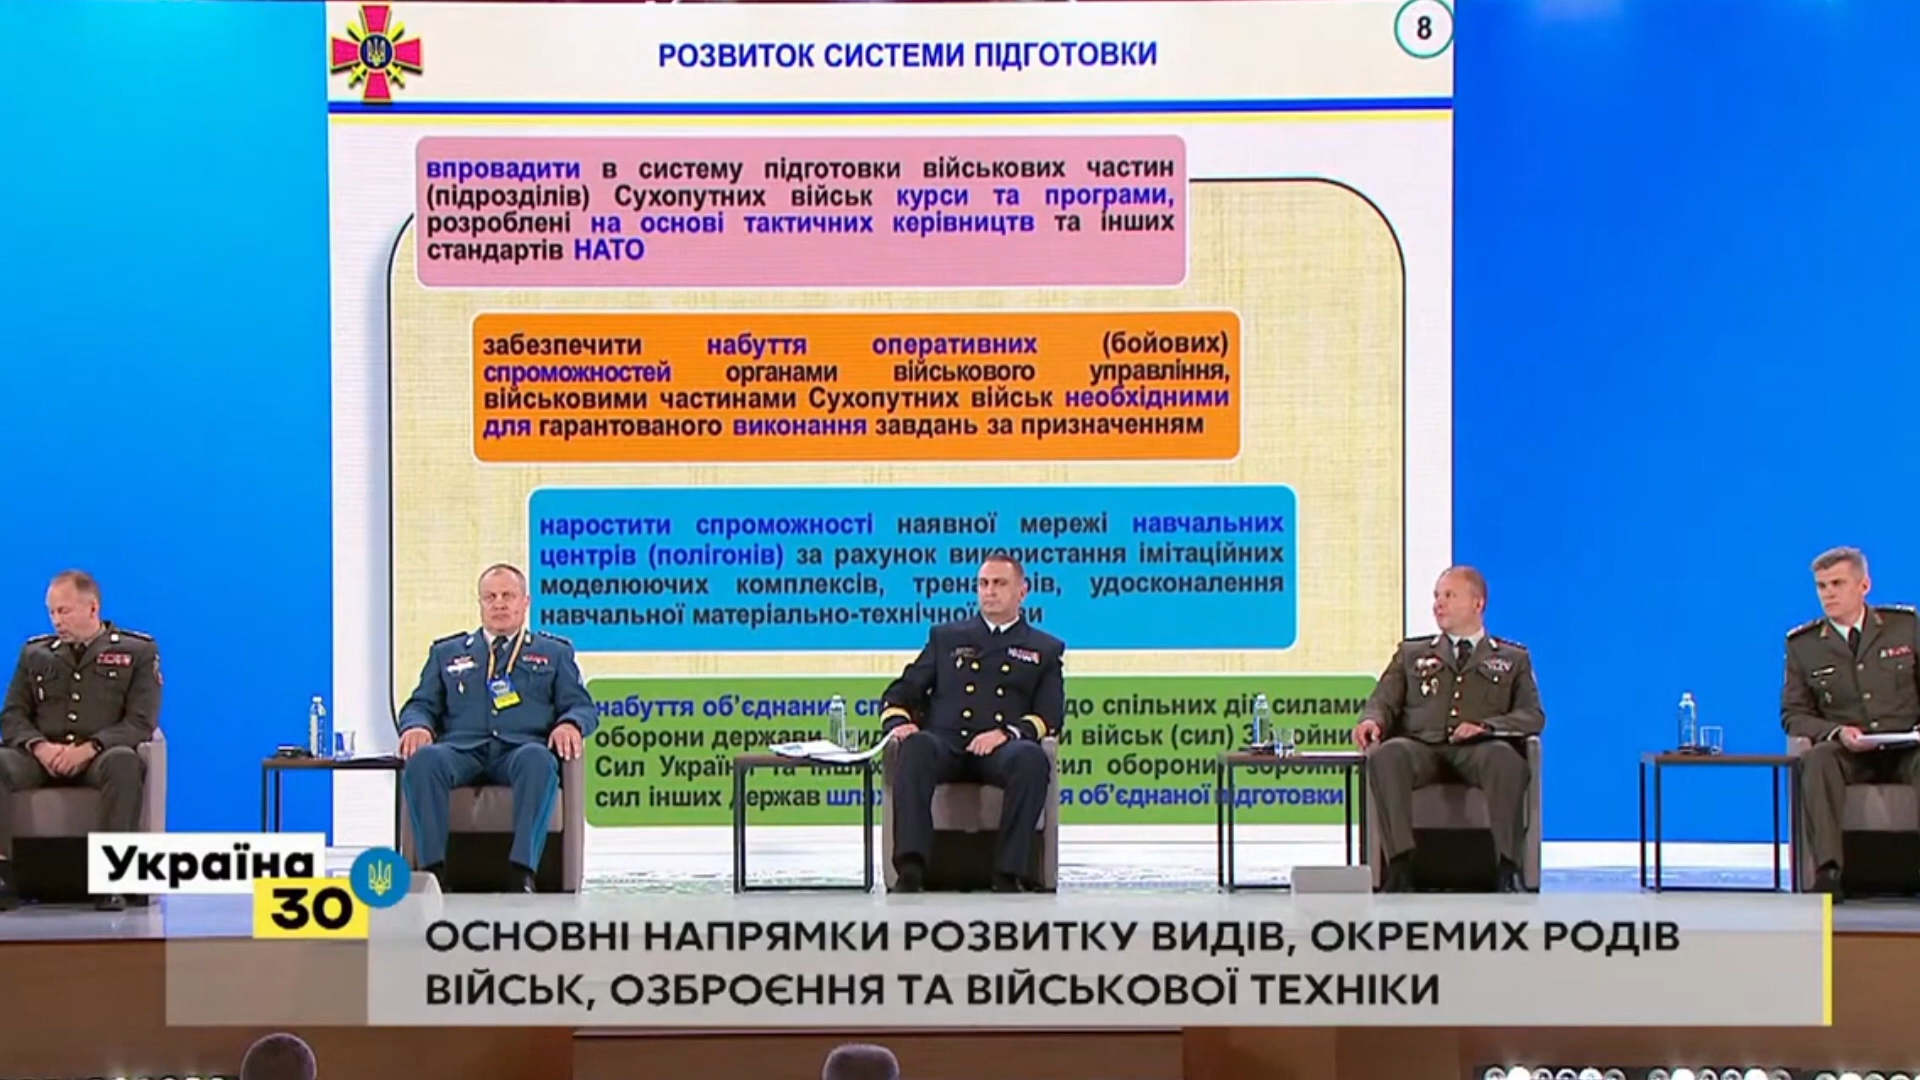 8
РОЗВИТОК СИСТЕМИ ПІДГОТОВКИ
впровадити в систему підготовки військових частин
(підрозділів) Сухопутних військ курси та програми,
розроблені на основі тактичних керівництв та інших
стандартів НАТО
забезпечити набуття оперативних (бойових)
спроможностей органами військового управління,
військовими частинами Сухопутних військ необхідними
для гарантованого виконання завдань за призначенням
наростити спроможності наявної мережі навчальних
центрів (полігонів) за рахунок використання імітаційних
моделюючих комплексів, удосконалення
навчальної матеріально-технічної
набуття об'єднаних до спільних дій силами
оборони держави військ (сил)
Сил України та інших оборони
сил інших держав об'єднаної підготовки
Україна
30
ОСНОВНІ НАПРЯМКИ РОЗВИТКУ ВИДІВ, ОКРЕМИХ РОДІВ
ВІЙСЬК, ОЗБРОЄННЯ ТА ВІЙСЬКОВОЇ ТЕХНІКИ